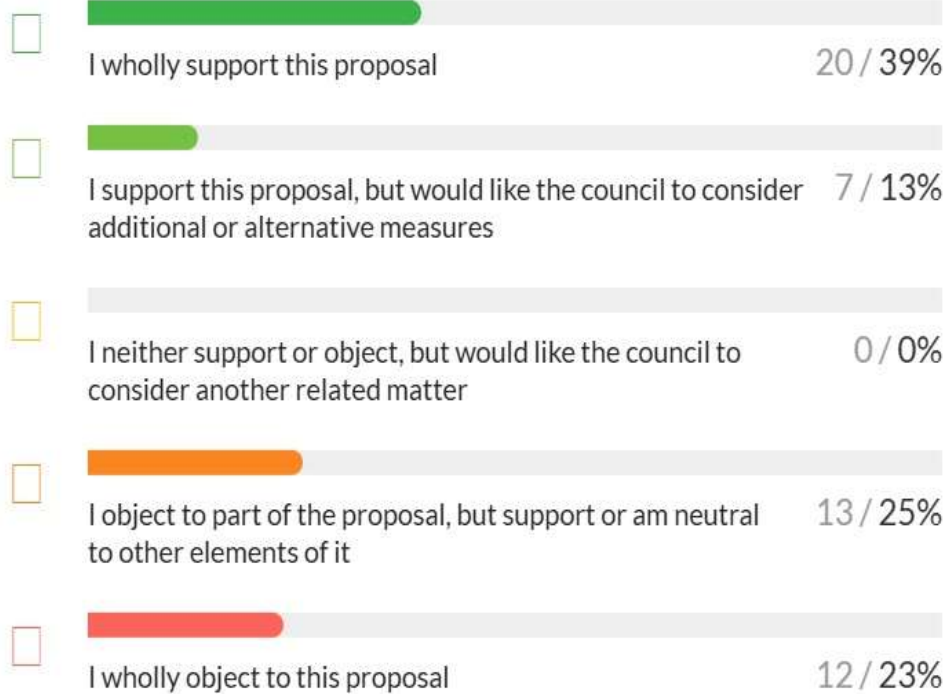 I wholly support this proposal 20 / 39%
I support this proposal, but would like the council to consider 7 / 13%
additional or alternative measures
I neither support or object, but would like the council to 0 / 0%
consider another related matter
I object to part of the proposal, but support or am neutral 13 / 25%
to other elements of it
I wholly object to this proposal 12 / 23%